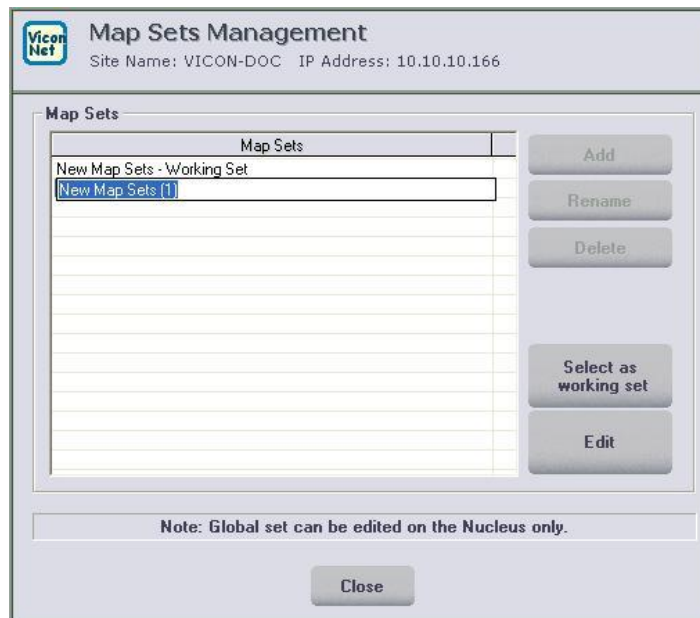 Vicon
Net
Map Sets Management
Site Name: VICON-DOC IP Address: 10.10.10.166
Map Sets
Map Sets
New Map Sets - Working Set
New Map Sets (1)
Add
Rename
Delete
Select as
working set
Edit
Note: Global set can be edited on the Nucleus only.
Close